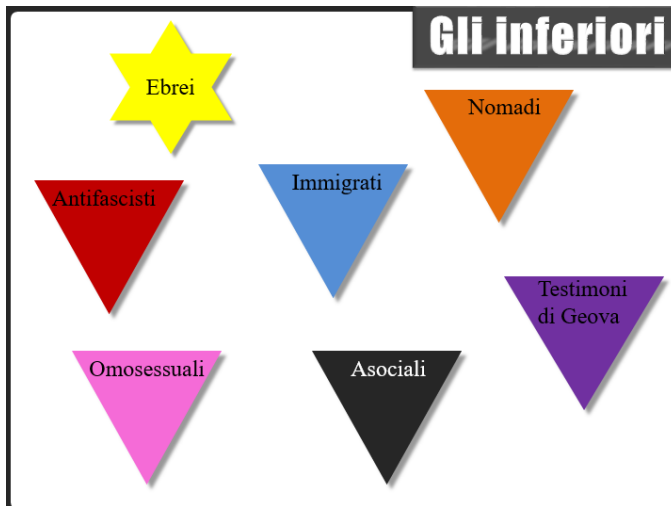 Gli inferiori
Ebrei
Nomadi
Antifascisti
Immigrati
Testimoni
di Geova
Omosessuali
Asociali